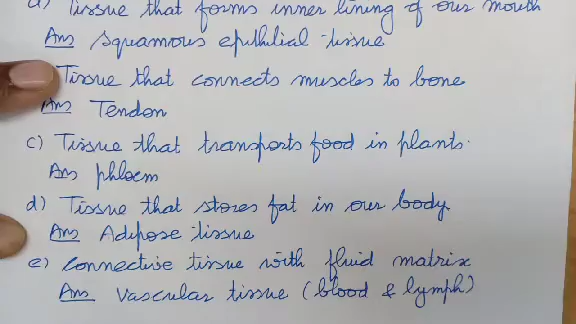 a) Tissue that forms inner lining of our mouth
Ans Squamous epithelial tissue
Tissue that connects muscles to bone
Ans Tendon
c) Tissue that transports food in plants.
Ans phloem
d) Tissue that stores fat in our body.
Ans Adipose tissue
e) connective tissue with fluid matrix
Ans vascular tissue (blood & lymph)